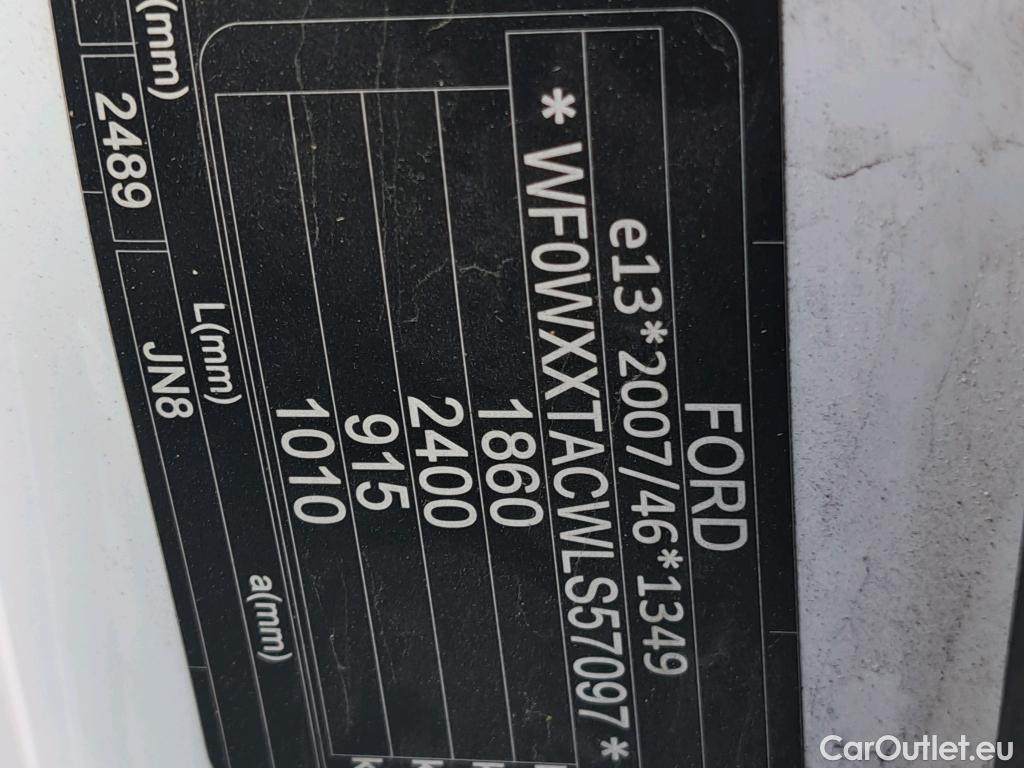 FORD
e13*2007/46*1349
*WF0WXXTACWLS57097*
1860
2400
915
1010
L(mm)
a(mm)
(mm)
2489
JN8
CarOutlet.eu